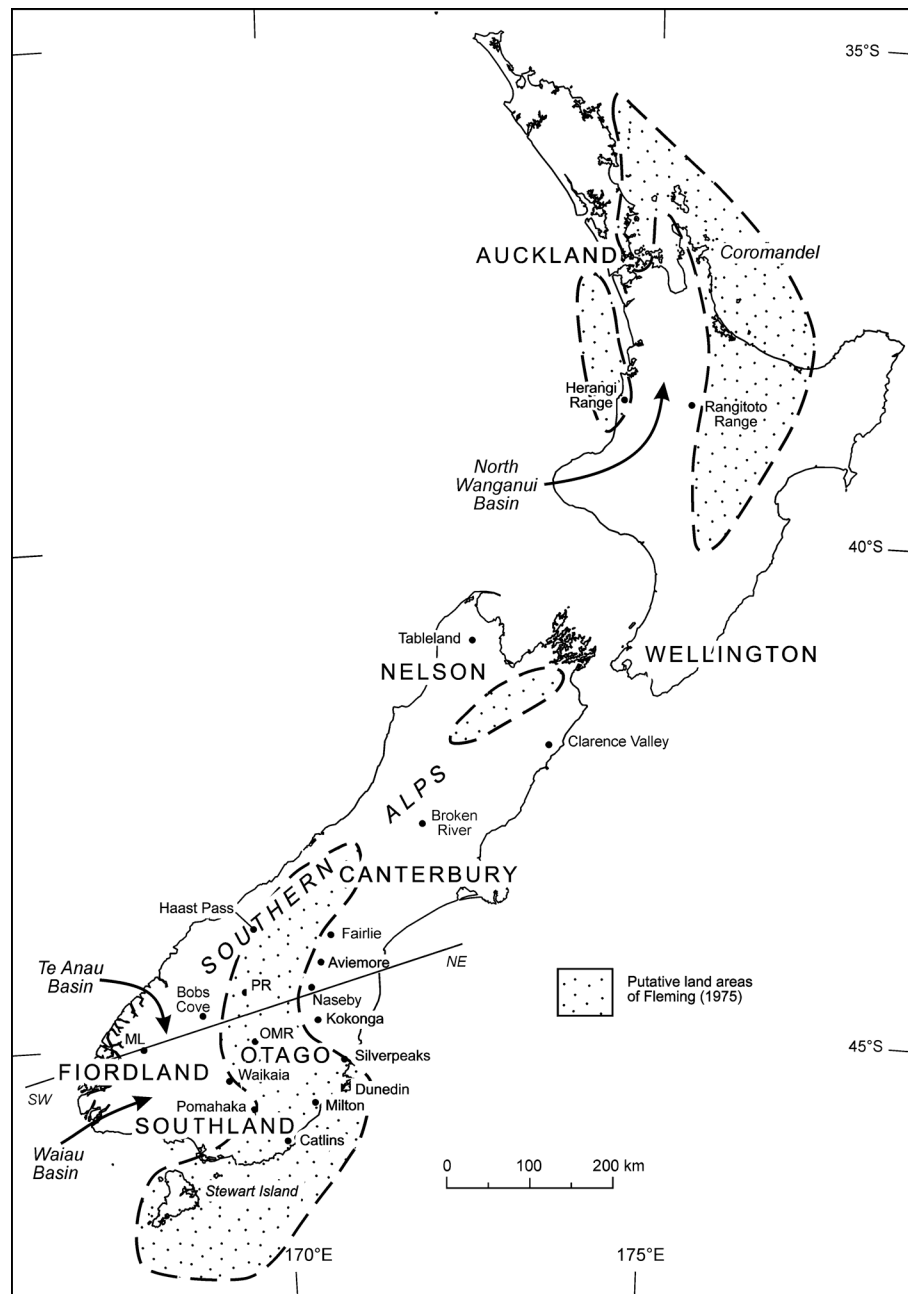 35°S
AUCKLAND
Coromandel
Herangi
Range
Rangitoto
Range
North
Wanganui
Basin
40°S
Tableland
NELSON
WELLINGTON
Clarence Valley
ALPS
Broken
River
SOUTHERN
CANTERBURY
Haast Pass
Fairlie
Aviemore
NE
Te Anau
Basin
Bobs
Cove
PR
Naseby
Kokonga
Putative land areas
of Fleming (1975)
ML
OMR
OTAGO
Silverpeaks
45°S
FIORDLAND
Waikaia
Dunedin
SW
Pomahaka
Milton
SOUTHLAND
Waiau
Basin
Catlins
Stewart Island
0 100 200 km
170°E
175°E